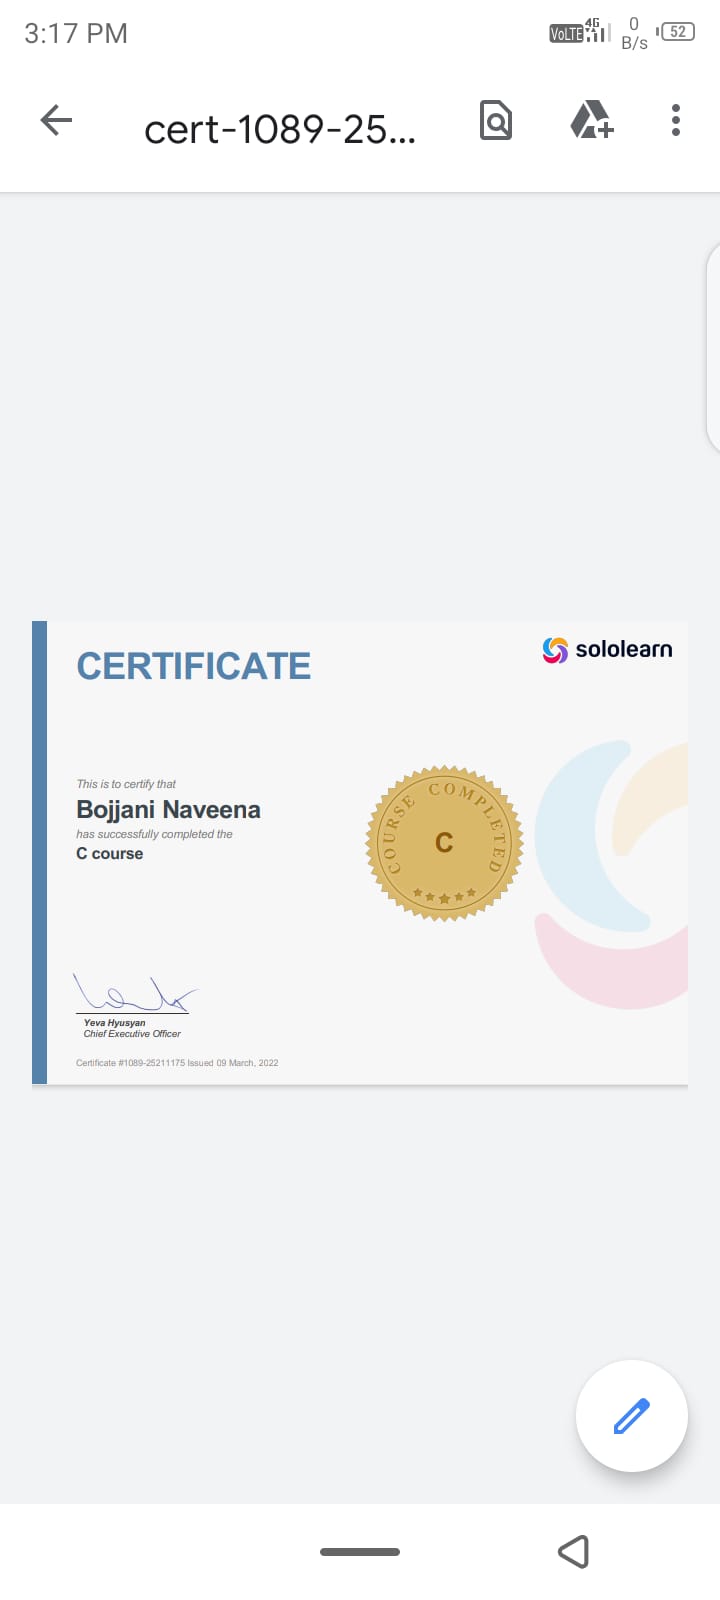 3:17 PM
VoLTE 4G 0 B/s 52
cert-1089-25...
CERTIFICATE
sololearn
This is to certify that
Bojjani Naveena
has successfully completed the
C course
COURSE COMPLETED
C
Yeva Hyusyan
Chief Executive Officer
Certificate #1089-25211175 Issued 09 March, 2022